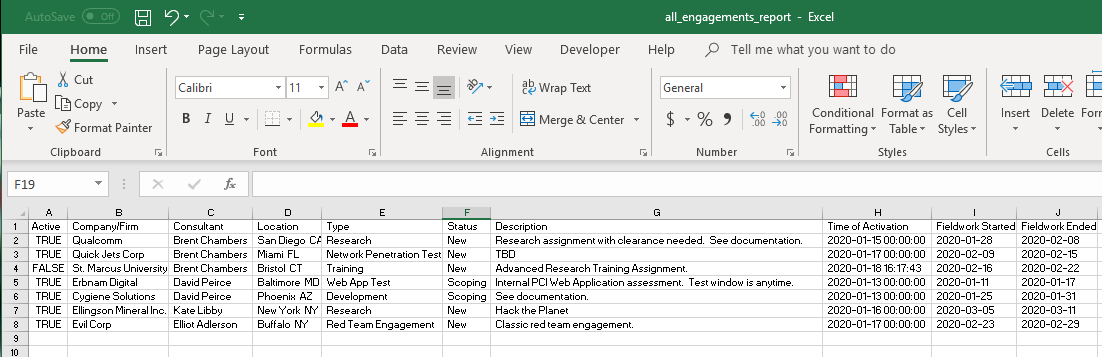 AutoSave Off all_engagements_report - Excel
File Home Insert Page Layout Formulas Data Review View Developer Help Tell me what you want to do
Paste Cut Copy Format Painter Clipboard
Calibri 11 A A B I U A Font
ab Wrap Text Merge & Center Alignment
General $ % , .00 .00 Number
Conditional Formatting Format as Table Cell Styles Styles
Insert Delete Cells
F19 fx
A B C D E F G H I J
1 Active Company/Firm Consultant Location Type Status Description Time of Activation Fieldwork Started Fieldwork Ended
2 TRUE Qualcomm Brent Chambers San Diego CA Research New Research assignment with clearance needed. See documentation. 2020-01-15 00:00:00 2020-01-28 2020-02-08
3 TRUE Quick Jets Corp Brent Chambers Miami FL Network Penetration Test New TBD 2020-01-17 00:00:00 2020-02-09 2020-02-15
4 FALSE St. Marcus University Brent Chambers Bristol CT Training New Advanced Research Training Assignment. 2020-01-18 16:17:43 2020-02-16 2020-02-22
5 TRUE Erbnam Digital David Peirce Baltimore MD Web App Test Scoping Internal PCI Web Application assessment. Test window is anytime. 2020-01-13 00:00:00 2020-01-11 2020-01-17
6 TRUE Cygiene Solutions David Peirce Phoenix AZ Development Scoping See documentation. 2020-01-13 00:00:00 2020-01-25 2020-01-31
7 TRUE Ellingson Mineral Inc. Kate Libby New York NY Research New Hack the Planet 2020-01-16 00:00:00 2020-03-05 2020-03-11
8 TRUE Evil Corp Elliot Adlerson Buffalo NY Red Team Engagement New Classic red team engagement. 2020-01-17 00:00:00 2020-02-23 2020-02-29
9
10